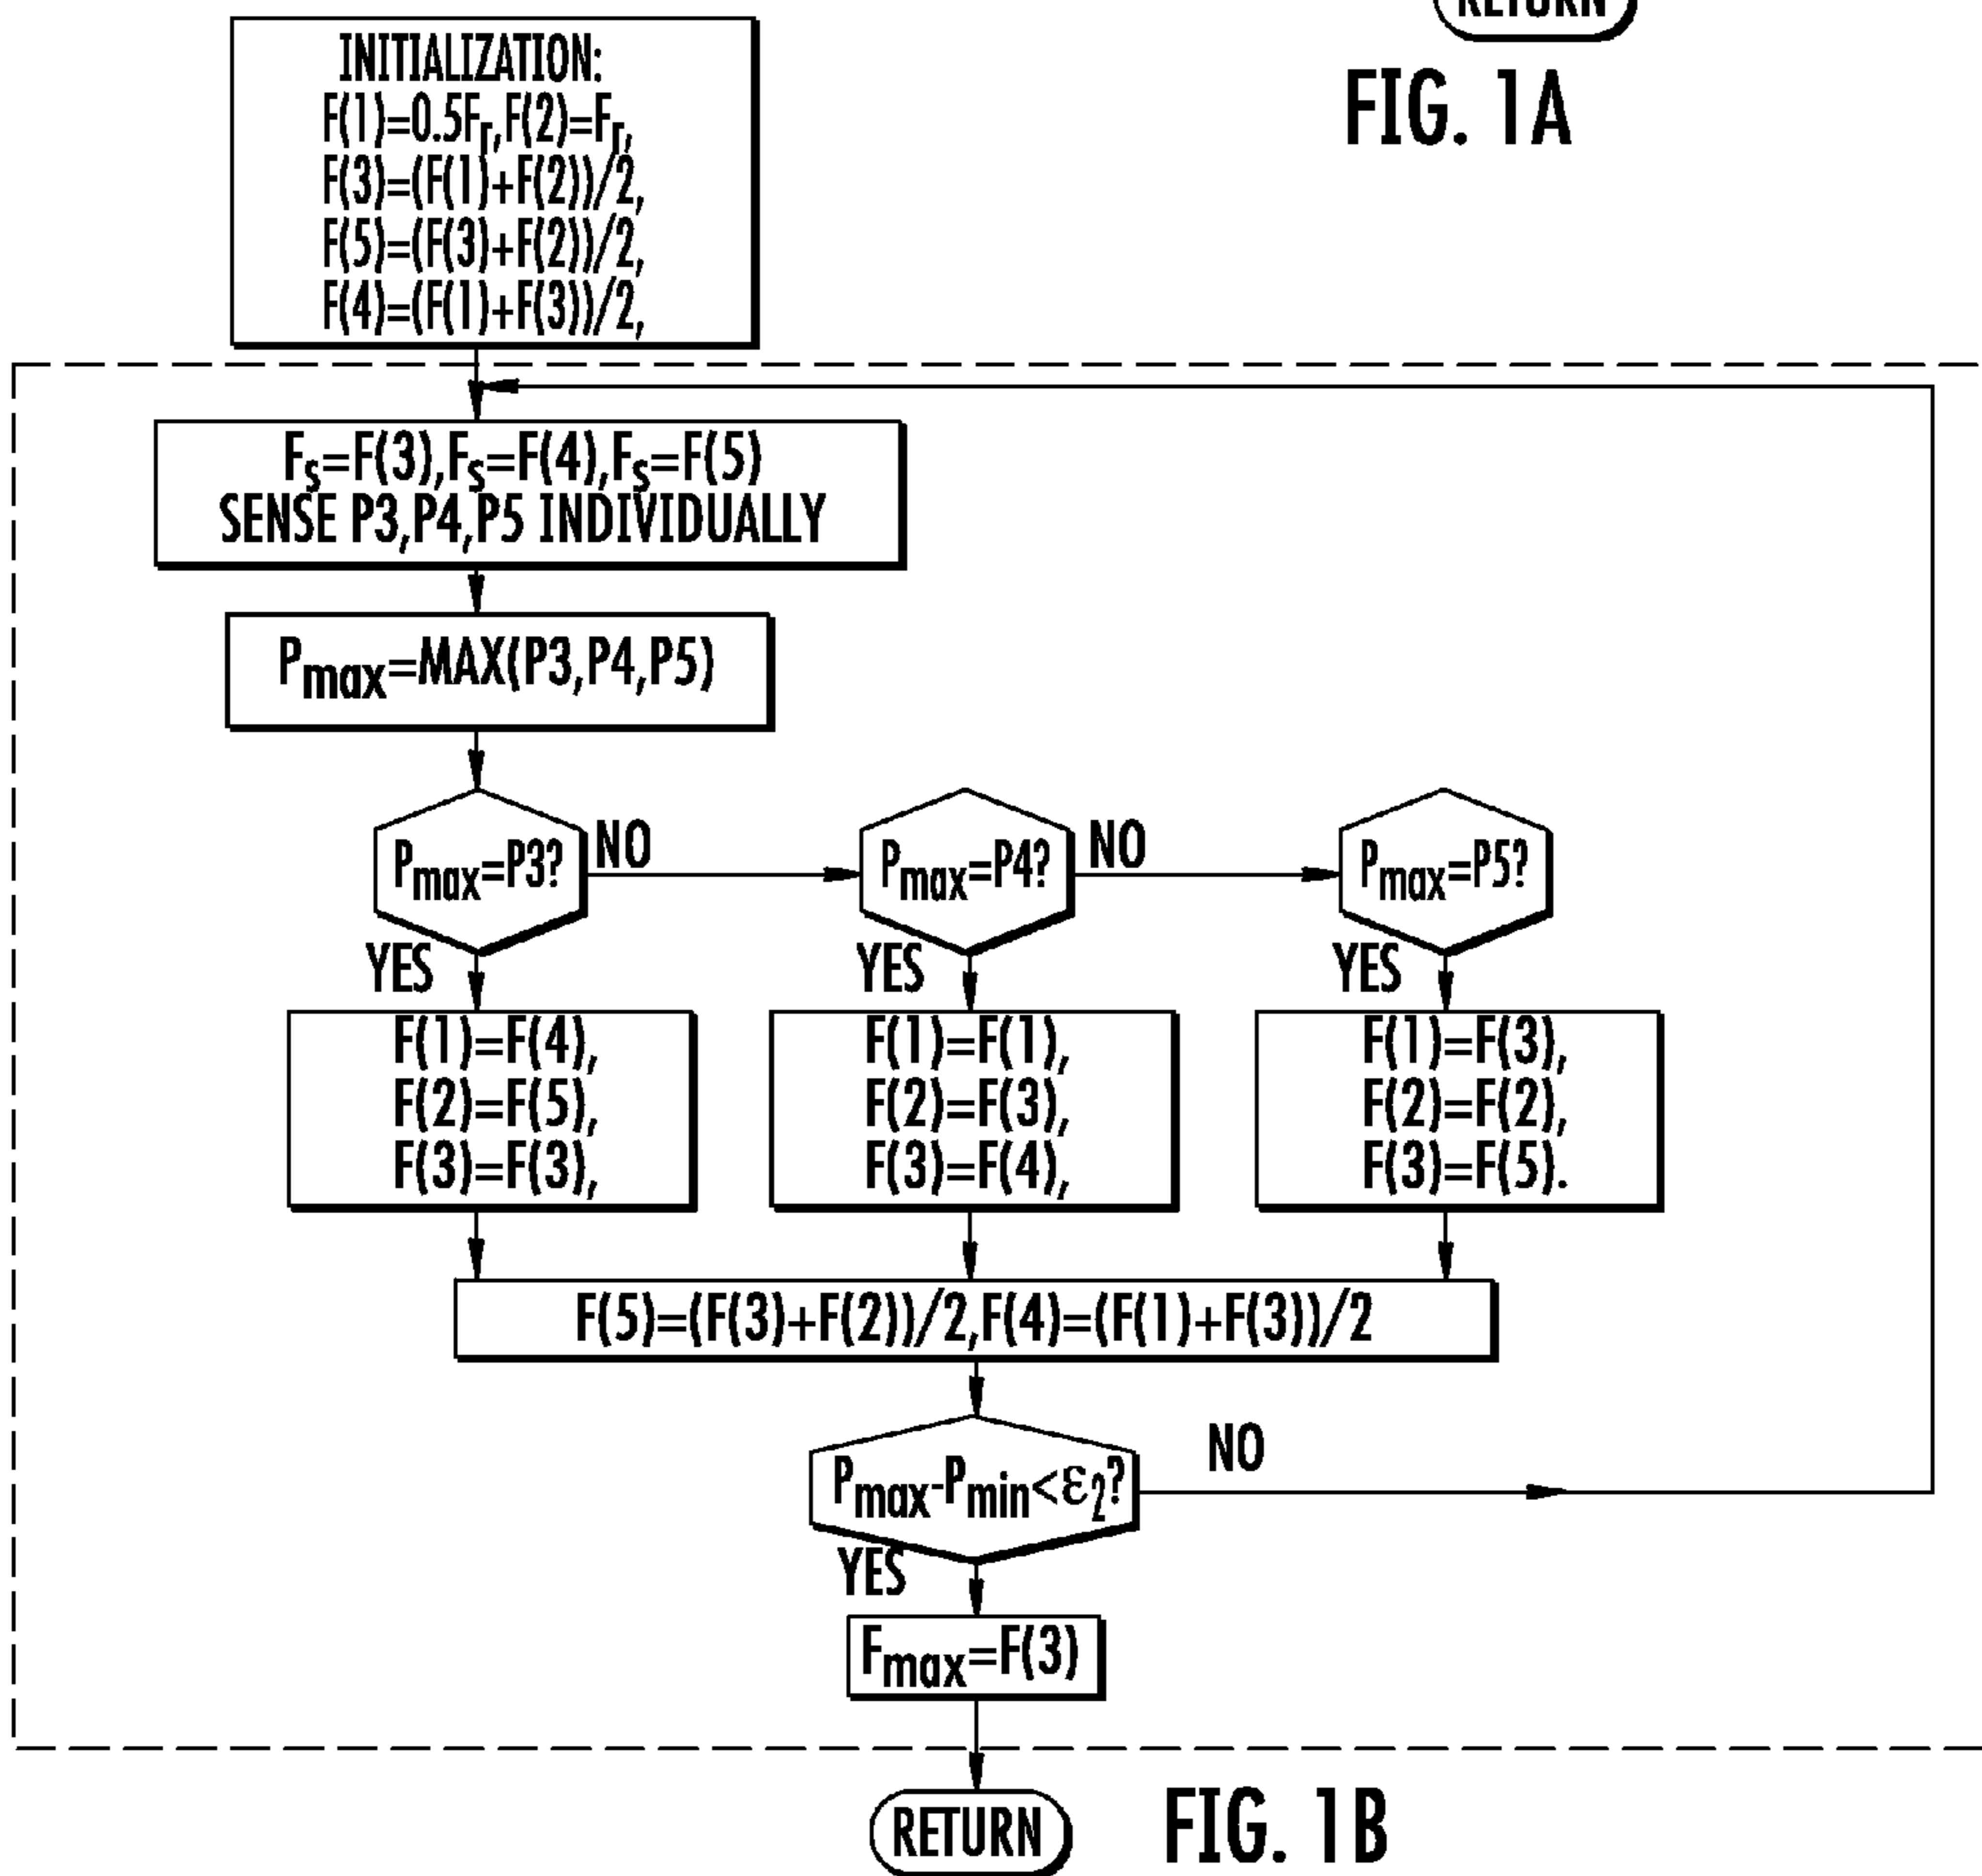 RETURN
FIG. 1A
INITIALIZATION:
F(1)=0.5Fr,F(2)=Fr,
F(3)=(F(1)+F(2))/2,
F(5)=(F(3)+F(2))/2,
F(4)=(F(1)+F(3))/2,
Fs=F(3),Fs=F(4),Fs=F(5)
SENSE P3,P4,P5 INDIVIDUALLY
Pmax=MAX(P3,P4,P5)
Pmax=P3?
NO
Pmax=P4?
NO
Pmax=P5?
YES
YES
YES
F(1)=F(4),
F(2)=F(5),
F(3)=F(3),
F(1)=F(1),
F(2)=F(3),
F(3)=F(4),
F(1)=F(3),
F(2)=F(2),
F(3)=F(5).
F(5)=(F(3)+F(2))/2,F(4)=(F(1)+F(3))/2
Pmax-Pmin<ε2?
NO
YES
Fmax=F(3)
RETURN
FIG. 1B